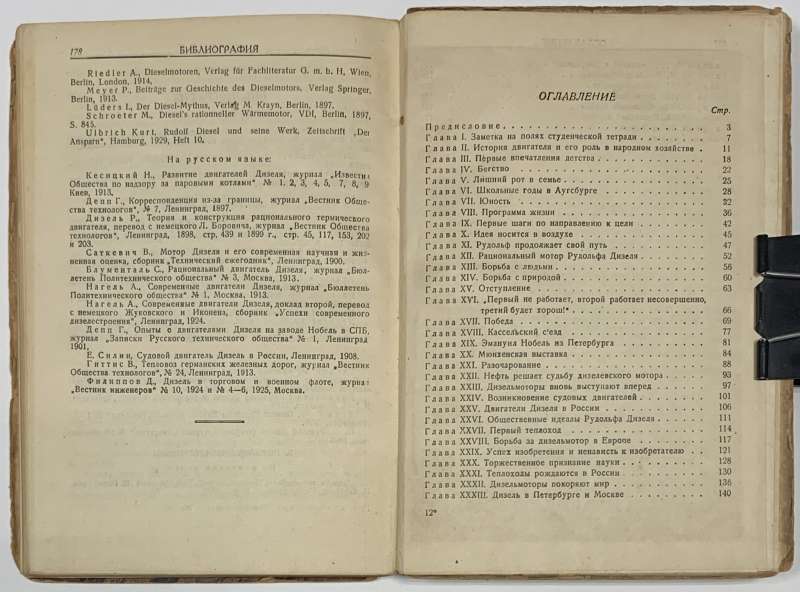 178 БИБЛИОГРАФИЯ
Riedler A., Dieselmotoren, Verlag für Fachliteratur G. m. b. H, Wien,
Berlin, London, 1914.
Meyer P., Beiträge zur Geschichte des Dieselmotors, Verlag Springer,
Berlin, 1913.
Lüders I., Der Diesel-Mythus, Verlag M. Krayn, Berlin, 1897.
Schroeter M., Diesel's rationneller Wärmemotor, VDI, Berlin, 1897,
S. 845.
Ulbrich Kurt, Rudolf Diesel und seine Werk, Zeitschrift „Der
Ansparn“, Hamburg, 1929, Heft 10.
На русском языке:
Кесицкий Н., Развитие двигателей Дизеля, журнал „Известия
Общества по надзору за паровыми котлами“ № 1, 2, 3, 4, 5, 7, 8, 9
Киев, 1913.
Депп Г., Корреспонденция из-за границы, журнал „Вестник Обще-
ства технологов“, № 7, Ленинград, 1897.
Дизель Р., Теория и конструкция рационального термического
двигателя, перевод с немецкого Л. Боровича, журнал „Вестник Общества
технологов“, Ленинград, 1898, стр. 439 и 1899 г., стр. 45, 117, 153, 202
и 203.
Саткевич В., Мотор Дизеля и его современная научная и жиз-
ненная оценка, сборник „Технический ежегодник“, Ленинград, 1900.
Блументаль С., Рациональный двигатель Дизеля, журнал „Бюл-
летень Политехнического общества“ № 3, Москва, 1913.
Нагель А., Современные двигатели Дизеля, журнал „Бюллетень
Политехнического общества“ № 1, Москва, 1913.
Нагель А., Современные двигатели Дизеля, доклад второй, перевод
с немецкого Жуковского и Иконена, сборник „Успехи современного
дизелестроения“, Ленинград, 1924.
Депп Г., Опыты с двигателями Дизеля на заводе Нобель в СПБ,
журнал „Записки Русского технического общества“ № 1, Ленинград
1901.
Е. Силин, Судовой двигатель Дизель в России, Ленинград, 1908.
Гиттис В., Тепловоз германских железных дорог, журнал „Вестник
Общества технологов“, № 24, Ленинград, 1913.
Филиппов Д., Дизель в торговом и военном флоте, журнал
„Вестник инженеров“ № 10, 1924 и № 4—6, 1925, Москва.
ОГЛАВЛЕНИЕ
Стр.
Предисловие. 3
Глава I. Заметка на полях студенческой тетради 7
Глава II. История двигателя и его роль в народном хозяйстве 11
Глава III. Первые впечатления детства 18
Глава IV. Бегство 22
Глава V. Лишний рот в семье 25
Глава VI. Школьные годы в Аугсбурге 28
Глава VII. Юность 32
Глава VIII. Программа жизни 36
Глава IX. Первые шаги по направлению к цели 42
Глава X. Идея носится в воздухе 45
Глава XI. Рудольф продолжает свой путь 47
Глава XII. Рациональный мотор Рудольфа Дизеля 52
Глава XIII. Борьба с людьми 56
Глава XIV. Борьба с природой 60
Глава XV. Отступление 63
Глава XVI. „Первый не работает, второй работает несовершенно,
третий будет хорош!“ 66
Глава XVII. Победа 69
Глава XVIII. Кассельский с'езд 77
Глава XIX. Эмануил Нобель из Петербурга 81
Глава XX. Мюнхенская выставка 84
Глава XXI. Разочарование 88
Глава XXII. Нефть решает судьбу дизелевского мотора 93
Глава XXIII. Дизельмоторы вновь выступают вперед 97
Глава XXIV. Возникновение судовых двигателей 101
Глава XXV. Двигатели Дизеля в России 106
Глава XXVI. Общественные идеалы Рудольфа Дизеля 111
Глава XXVII. Первый теплоход 114
Глава XXVIII. Борьба за дизельмотор в Европе 117
Глава XXIX. Успех изобретения и ненависть к изобретателю 121
Глава XXX. Торжественное признание науки 128
Глава XXXI. Теплоходы рождаются в России 130
Глава XXXII. Дизельмоторы покоряют мир 136
Глава XXXIII. Дизель в Петербурге и Москве 140
12*